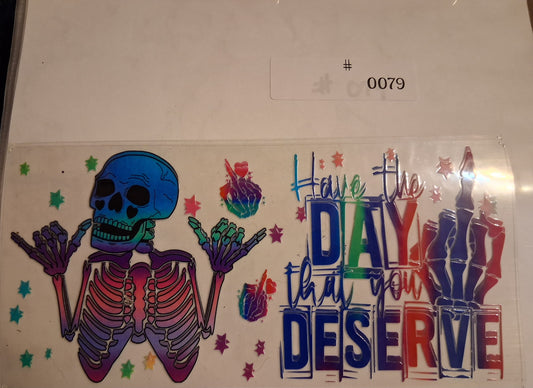 #
0079
Have the
DAY
that you
DESERVE